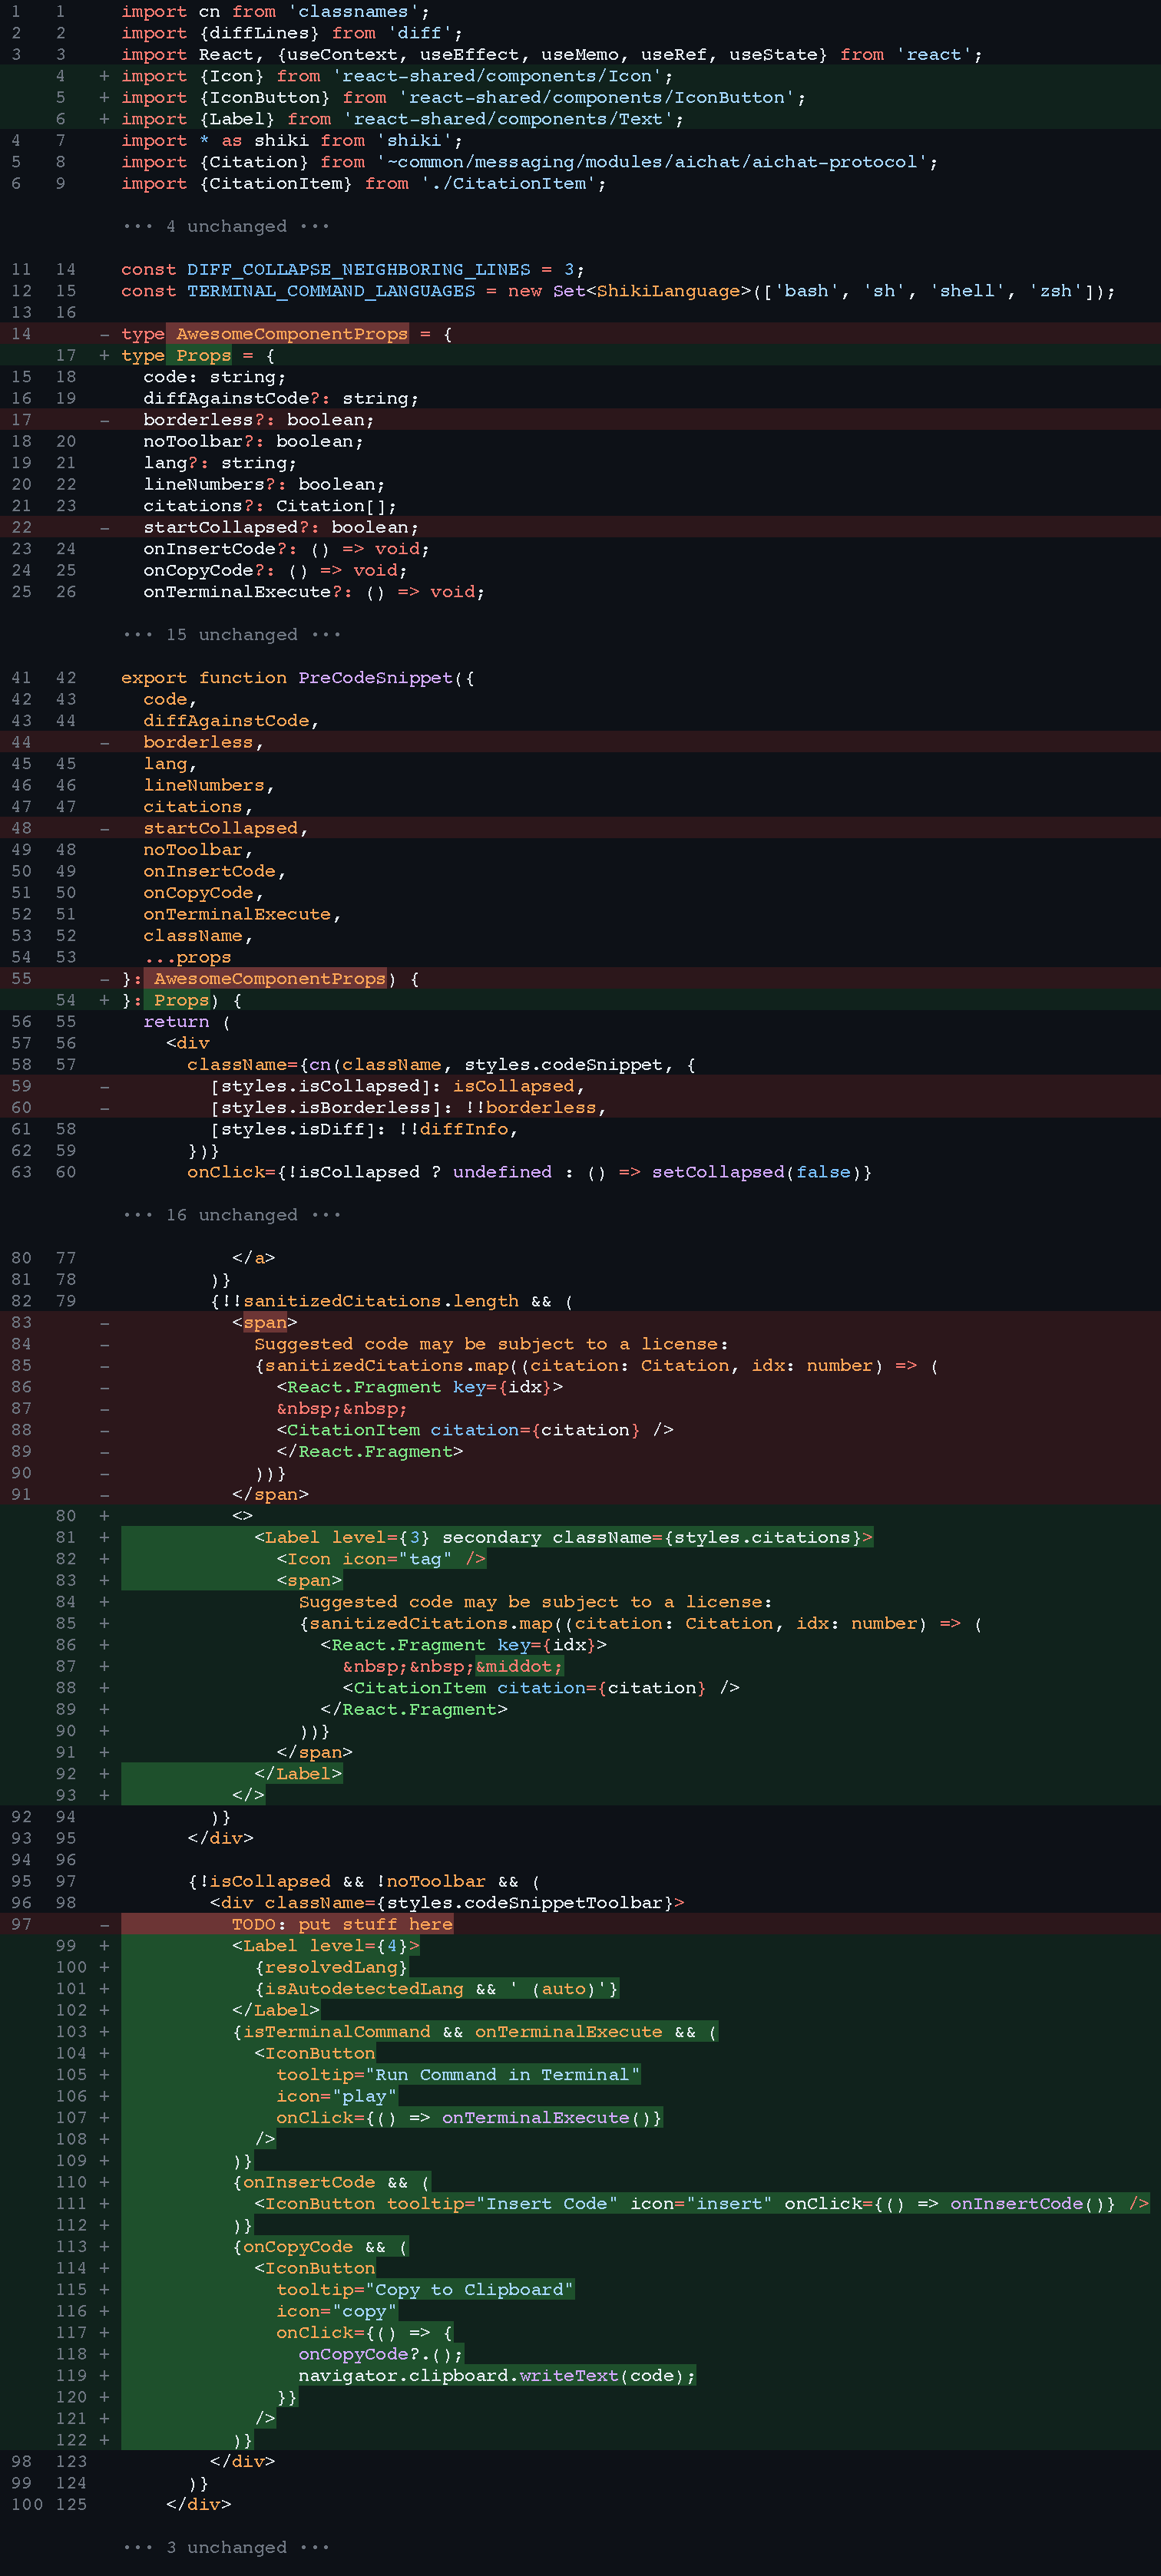 1 1 import cn from 'classnames';
2 2 import {diffLines} from 'diff';
3 3 import React, {useContext, useEffect, useMemo, useRef, useState} from 'react';
4 + import {Icon} from 'react-shared/components/Icon';
5 + import {IconButton} from 'react-shared/components/IconButton';
6 + import {Label} from 'react-shared/components/Text';
4 7 import * as shiki from 'shiki';
5 8 import {Citation} from '~common/messaging/modules/aichat/aichat-protocol';
6 9 import {CitationItem} from './CitationItem';
··· 4 unchanged ···
11 14 const DIFF_COLLAPSE_NEIGHBORING_LINES = 3;
12 15 const TERMINAL_COMMAND_LANGUAGES = new Set<ShikiLanguage>(['bash', 'sh', 'shell', 'zsh']);
13 16
14 - type AwesomeComponentProps = {
17 + type Props = {
15 18 code: string;
16 19 diffAgainstCode?: string;
17 - borderless?: boolean;
18 20 noToolbar?: boolean;
19 21 lang?: string;
20 22 lineNumbers?: boolean;
21 23 citations?: Citation[];
22 - startCollapsed?: boolean;
23 24 onInsertCode?: () => void;
24 25 onCopyCode?: () => void;
25 26 onTerminalExecute?: () => void;
··· 15 unchanged ···
41 42 export function PreCodeSnippet({
42 43 code,
43 44 diffAgainstCode,
44 - borderless,
45 45 lang,
46 46 lineNumbers,
47 47 citations,
48 - startCollapsed,
49 48 noToolbar,
50 49 onInsertCode,
51 50 onCopyCode,
52 51 onTerminalExecute,
53 52 className,
54 53 ...props
55 - }: AwesomeComponentProps) {
54 + }: Props) {
56 55 return (
57 56 <div
58 57 className={cn(className, styles.codeSnippet, {
59 - [styles.isCollapsed]: isCollapsed,
60 - [styles.isBorderless]: !!borderless,
61 58 [styles.isDiff]: !!diffInfo,
62 59 })}
63 60 onClick={!isCollapsed ? undefined : () => setCollapsed(false)}
··· 16 unchanged ···
80 77 </a>
81 78 )}
82 79 {!!sanitizedCitations.length && (
83 - <span>
84 - Suggested code may be subject to a license:
85 - {sanitizedCitations.map((citation: Citation, idx: number) => (
86 - <React.Fragment key={idx}>
87 - &nbsp;&nbsp;
88 - <CitationItem citation={citation} />
89 - </React.Fragment>
90 - ))}
91 - </span>
80 + <>
81 + <Label level={3} secondary className={styles.citations}>
82 + <Icon icon="tag" />
83 + <span>
84 + Suggested code may be subject to a license:
85 + {sanitizedCitations.map((citation: Citation, idx: number) => (
86 + <React.Fragment key={idx}>
87 + &nbsp;&nbsp;&middot;
88 + <CitationItem citation={citation} />
89 + </React.Fragment>
90 + ))}
91 + </span>
92 + </Label>
93 + </>
92 94 )}
93 95 </div>
94 96
95 97 {!isCollapsed && !noToolbar && (
96 98 <div className={styles.codeSnippetToolbar}>
97 - TODO: put stuff here
99 + <Label level={4}>
100 + {resolvedLang}
101 + {isAutodetectedLang && ' (auto)'}
102 + </Label>
103 + {isTerminalCommand && onTerminalExecute && (
104 + <IconButton
105 + tooltip="Run Command in Terminal"
106 + icon="play"
107 + onClick={() => onTerminalExecute()}
108 + />
109 + )}
110 + {onInsertCode && (
111 + <IconButton tooltip="Insert Code" icon="insert" onClick={() => onInsertCode()} />
112 + )}
113 + {onCopyCode && (
114 + <IconButton
115 + tooltip="Copy to Clipboard"
116 + icon="copy"
117 + onClick={() => {
118 + onCopyCode?.();
119 + navigator.clipboard.writeText(code);
120 + }}
121 + />
122 + )}
98 123 </div>
99 124 )}
100 125 </div>
··· 3 unchanged ···